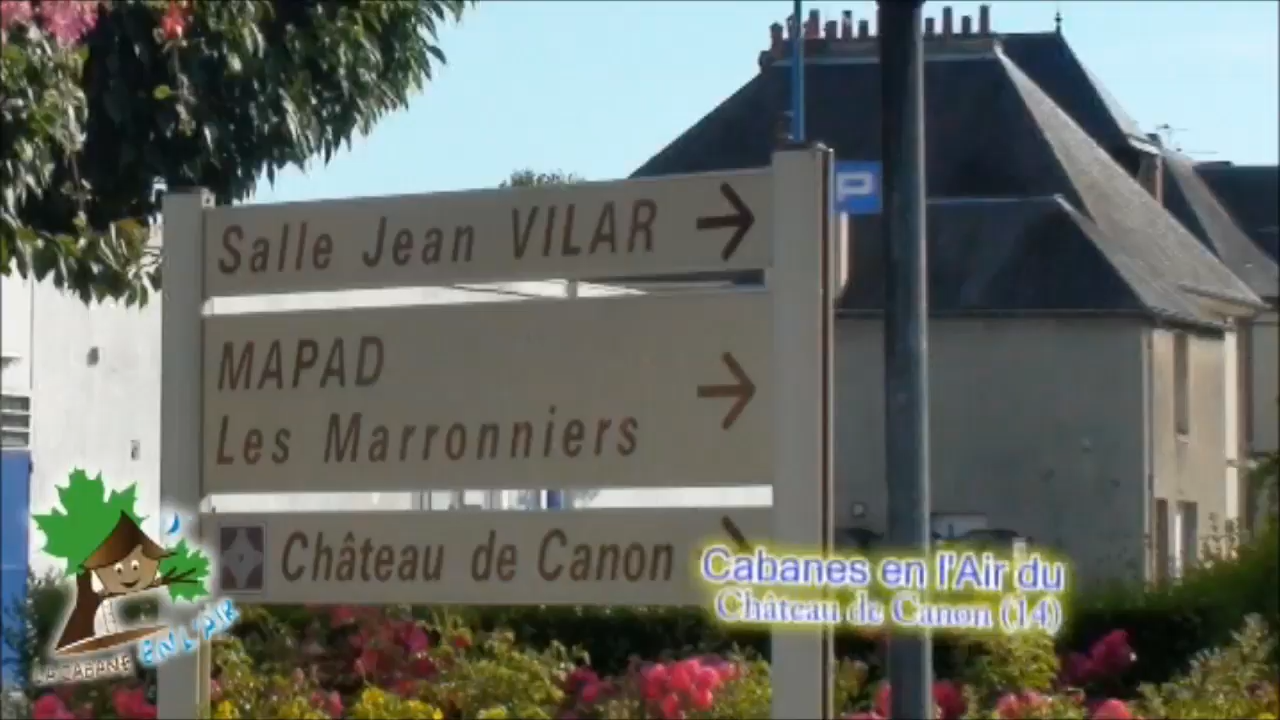 Salle Jean VILAR
P
MAPAD
Les Marronniers
Château de Canon
Cabanes en l'Air du
Château de Canon (14)
LA CABANE
EN L'AIR